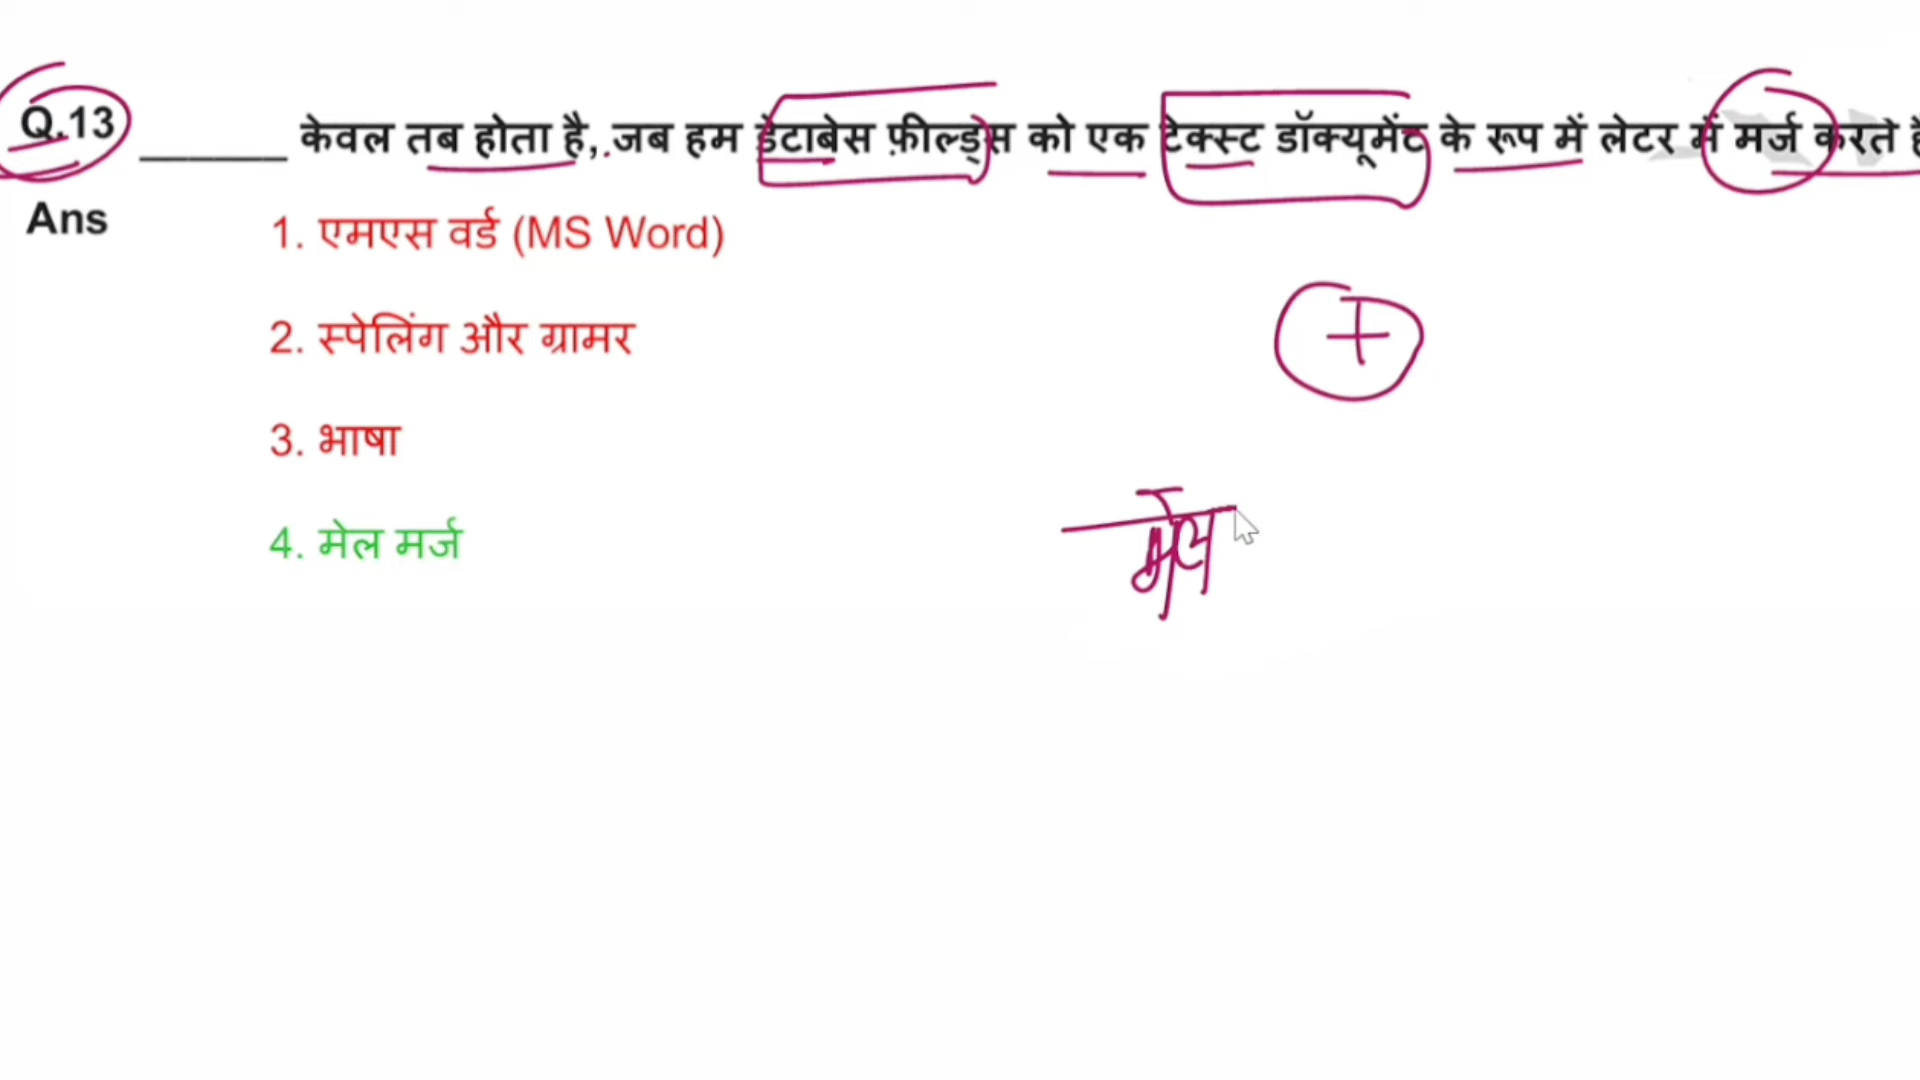 Q.13 ______ केवल तब होता है, जब हम डेटाबेस फ़ील्ड्स को एक टेक्स्ट डॉक्यूमेंट के रूप में लेटर में मर्ज करते
Ans
1. एमएस वर्ड (MS Word)
2. स्पेलिंग और ग्रामर
3. भाषा
4. मेल मर्ज
+
मेल